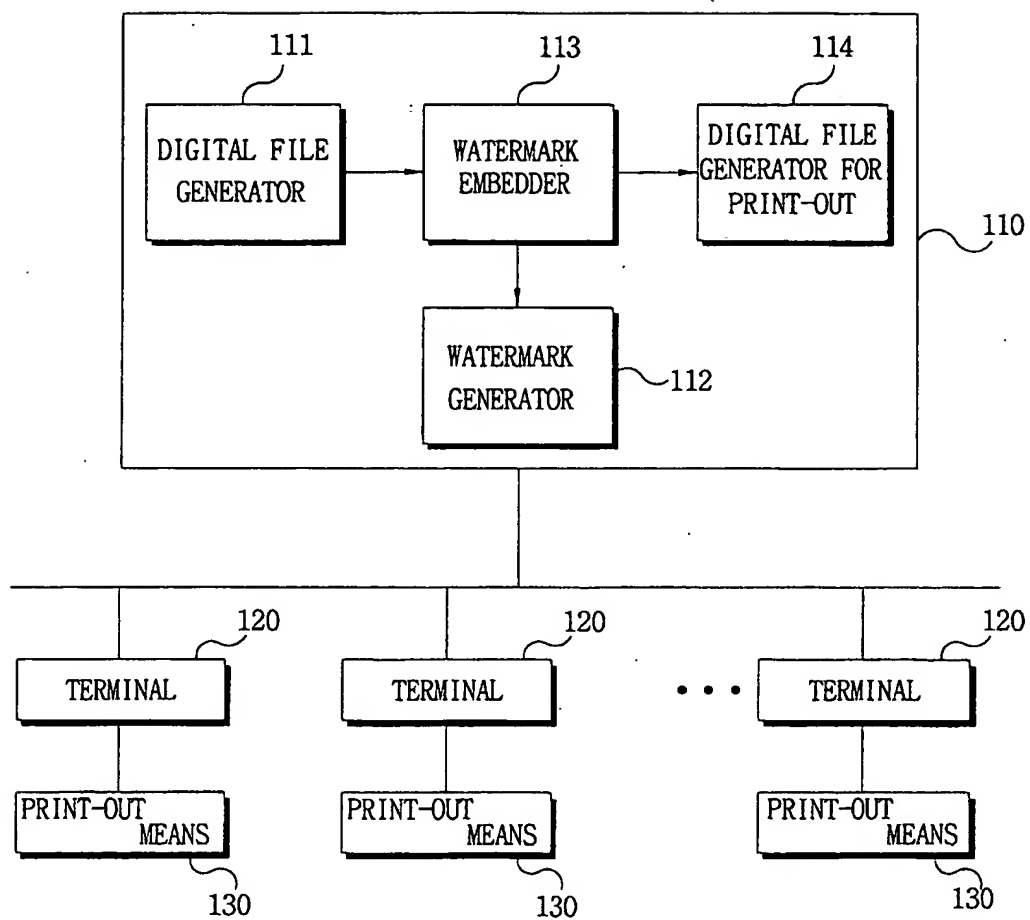 111
113
114
DIGITAL FILE
GENERATOR
WATERMARK
EMBEDDER
DIGITAL FILE
GENERATOR FOR
PRINT-OUT
110
WATERMARK
GENERATOR
112
120
120
120
TERMINAL
TERMINAL
TERMINAL
PRINT-OUT
MEANS
PRINT-OUT
MEANS
PRINT-OUT
MEANS
130
130
130